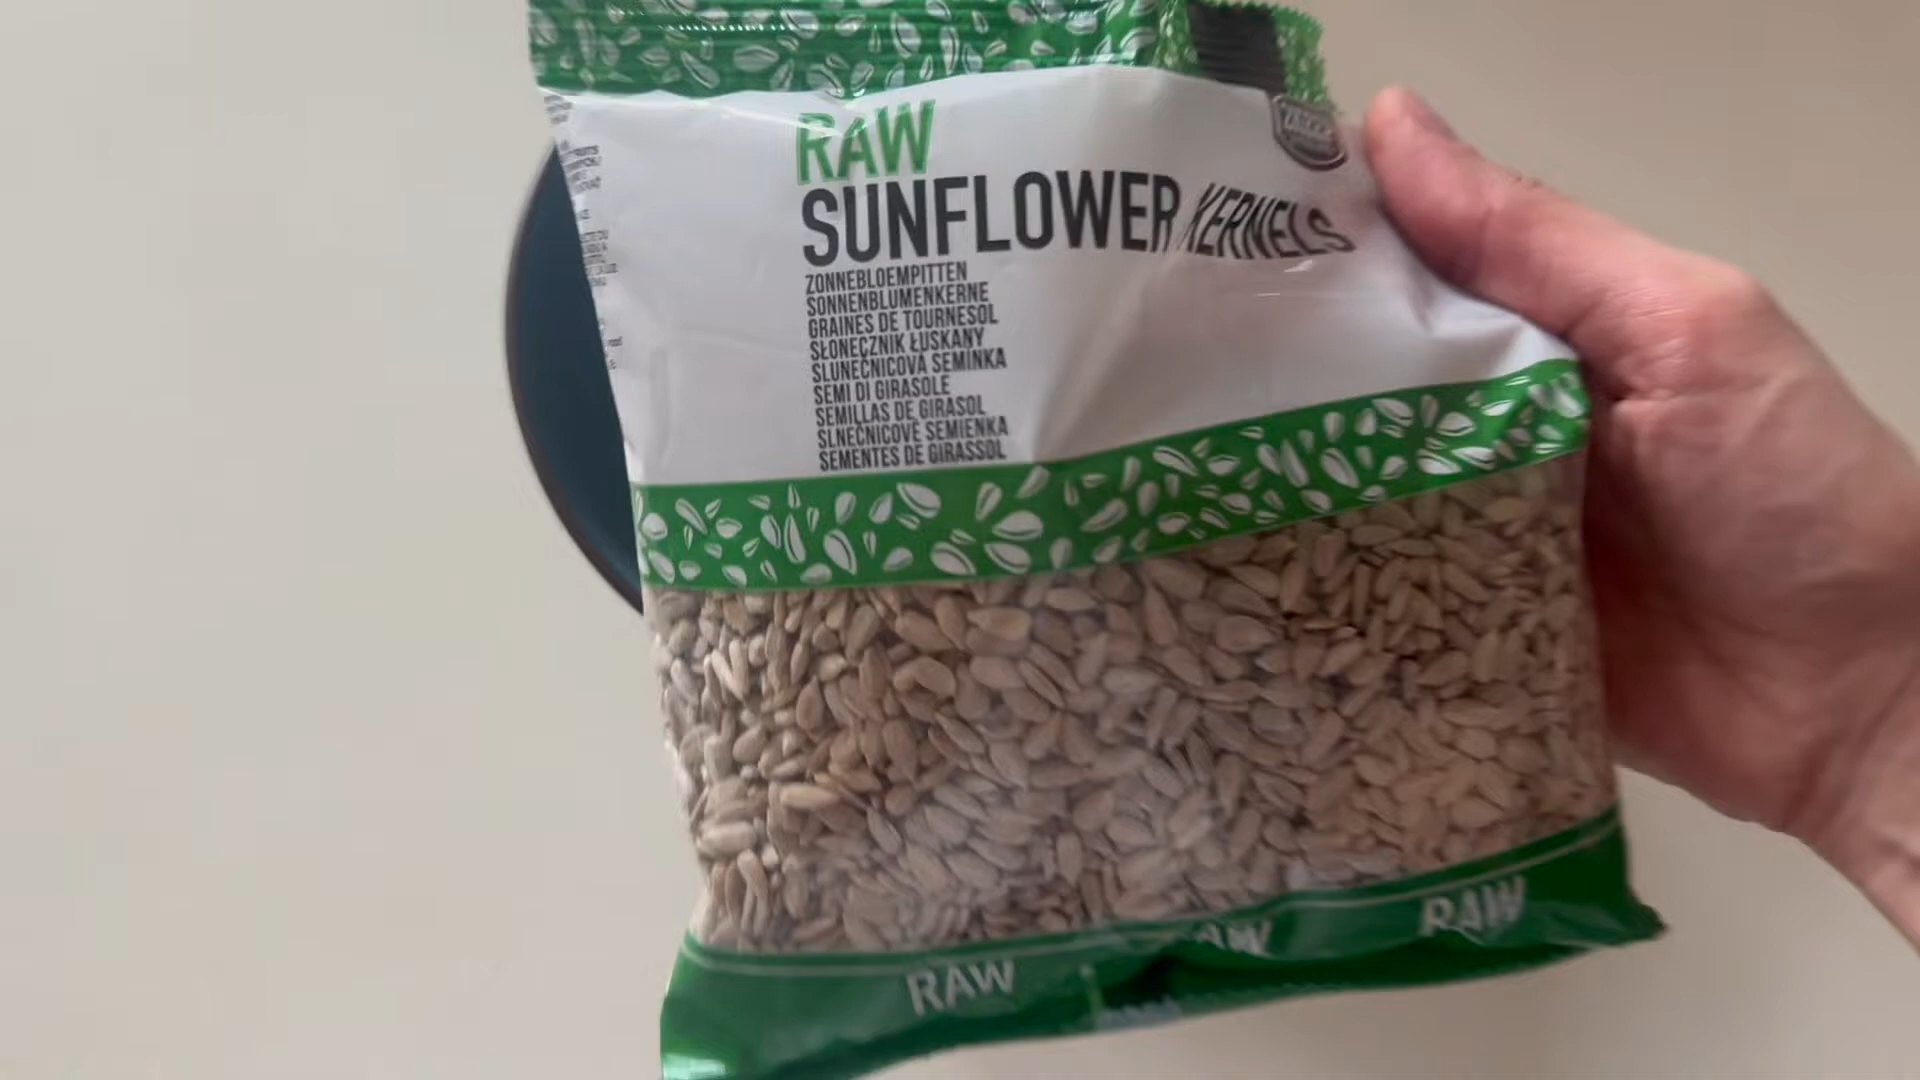 RAW
SUNFLOWER KERNELS
ZONNEBLOEMPITTEN
SONNENBLUMENKERNE
GRAINES DE TOURNESOL
SŁONECZNIK ŁUSKANY
SLUNEČNICOVÁ SEMÍNKA
SEMI DI GIRASOLE
SEMILLAS DE GIRASOL
SLNEČNICOVÉ SEMIENKA
SEMENTES DE GIRASSOL
RAW
RAW